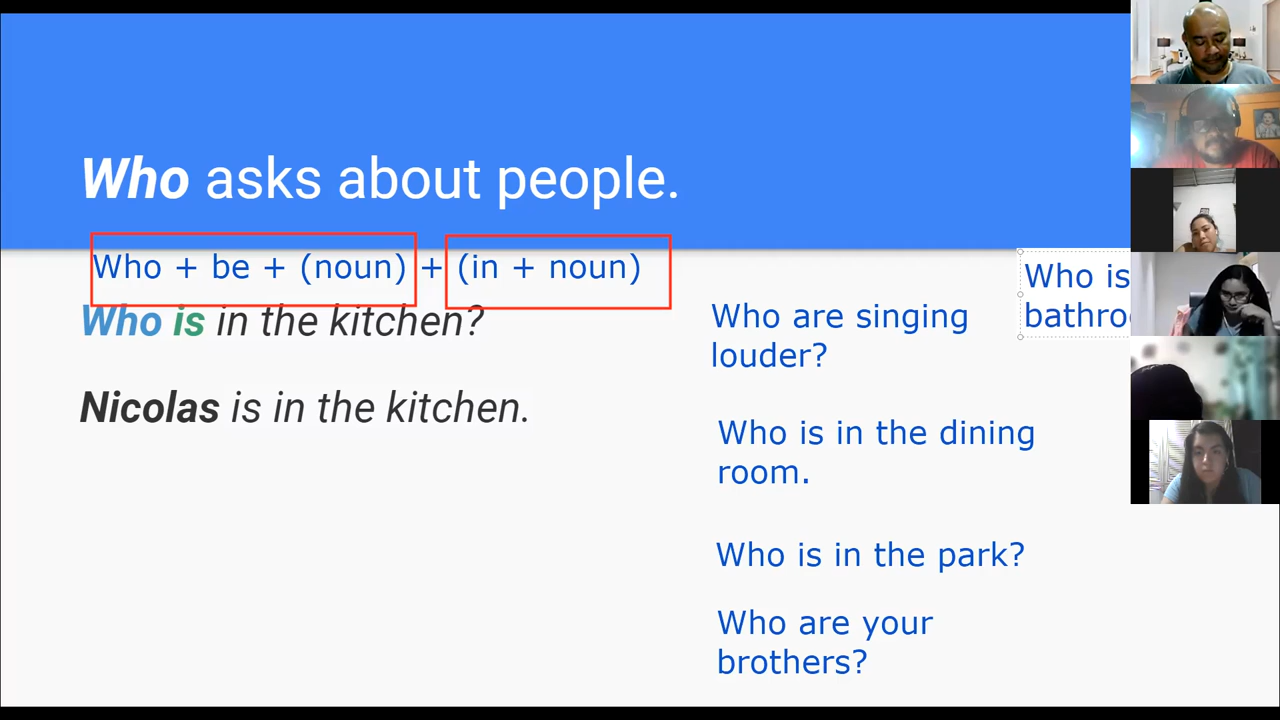 Who asks about people.
Who + be + (noun) + (in + noun)
Who is in the kitchen?
Nicolas is in the kitchen.
Who are singing
louder?
Who is in the dining
room.
Who is in the park?
Who are your
brothers?
Who is